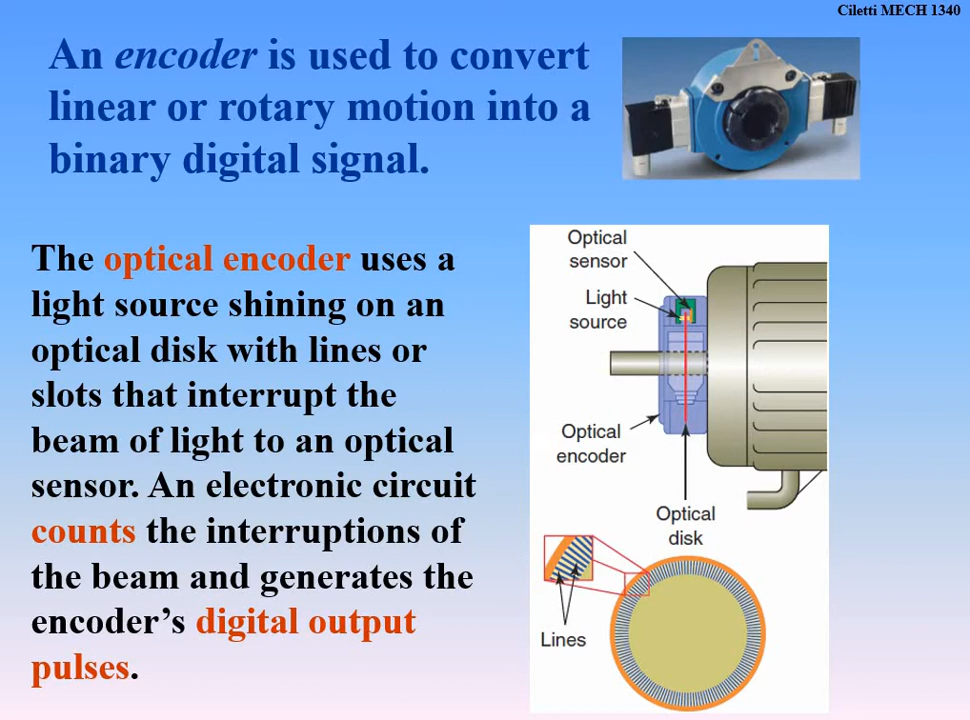 Ciletti MECH 1340
An encoder is used to convert
linear or rotary motion into a
binary digital signal.
The optical encoder uses a
light source shining on an
optical disk with lines or
slots that interrupt the
beam of light to an optical
sensor. An electronic circuit
counts the interruptions of
the beam and generates the
encoder’s digital output
pulses.
Optical
sensor
Light
source
Optical
encoder
Optical
disk
Lines